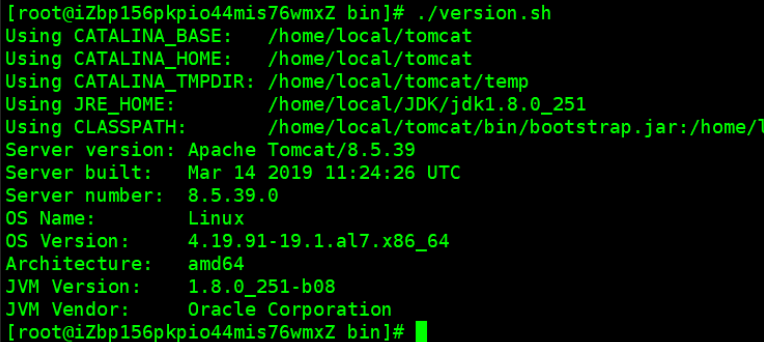 [root@iZbp156pkpio44mis76wmxZ bin]# ./version.sh
Using CATALINA_BASE:   /home/local/tomcat
Using CATALINA_HOME:   /home/local/tomcat
Using CATALINA_TMPDIR: /home/local/tomcat/temp
Using JRE_HOME:        /home/local/JDK/jdk1.8.0_251
Using CLASSPATH:       /home/local/tomcat/bin/bootstrap.jar:/home/l
Server version: Apache Tomcat/8.5.39
Server built:   Mar 14 2019 11:24:26 UTC
Server number:  8.5.39.0
OS Name:        Linux
OS Version:     4.19.91-19.1.al7.x86_64
Architecture:   amd64
JVM Version:    1.8.0_251-b08
JVM Vendor:     Oracle Corporation
[root@iZbp156pkpio44mis76wmxZ bin]#